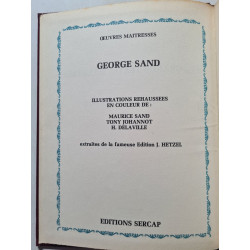 OEUVRES MAITRESSES
GEORGE SAND
ILLUSTRATIONS REHAUSSEES
EN COULEUR DE :
MAURICE SAND
TONY JOHANNOT
H. DELAVILLE
extraites de la fameuse Edition J. HETZEL
EDITIONS SERCAP